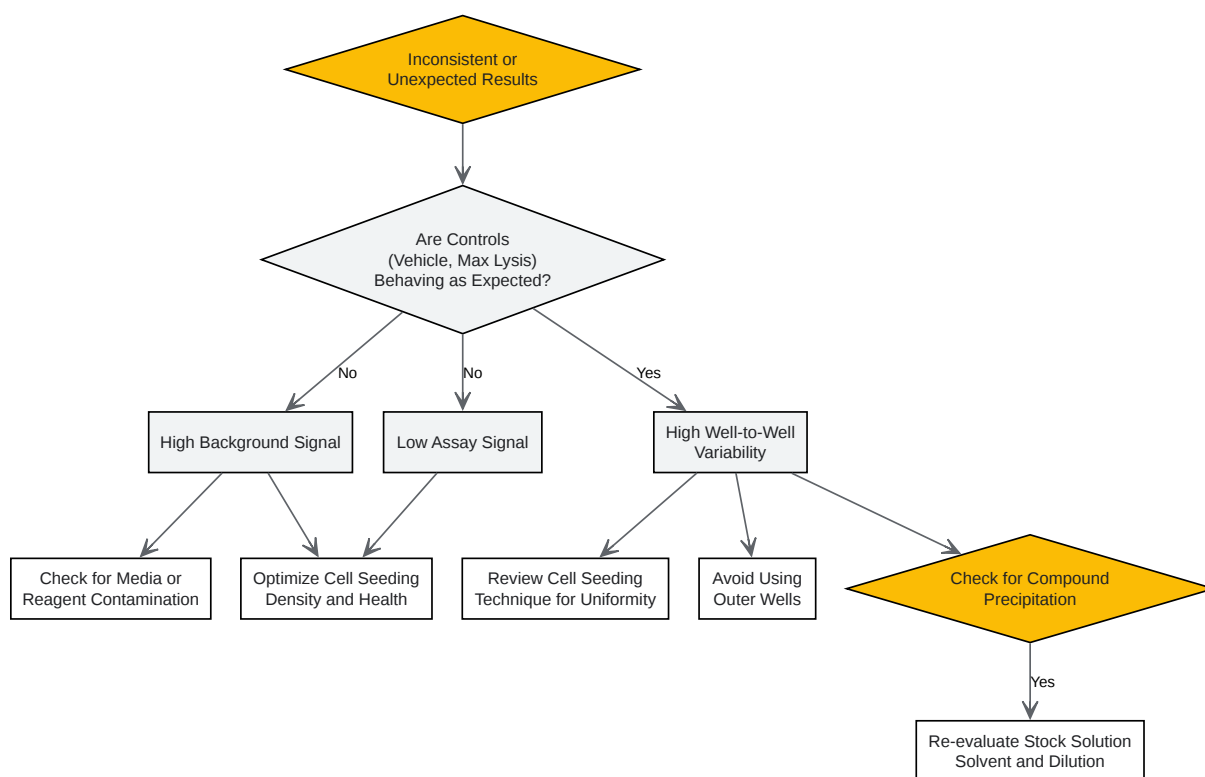 Inconsistent or
Unexpected Results
Are Controls
(Vehicle, Max Lysis)
Behaving as Expected?
No
No
Yes
High Background Signal
Low Assay Signal
High Well-to-Well
Variability
Check for Media or
Reagent Contamination
Optimize Cell Seeding
Density and Health
Review Cell Seeding
Technique for Uniformity
Avoid Using
Outer Wells
Check for Compound
Precipitation
Yes
Re-evaluate Stock Solution
Solvent and Dilution